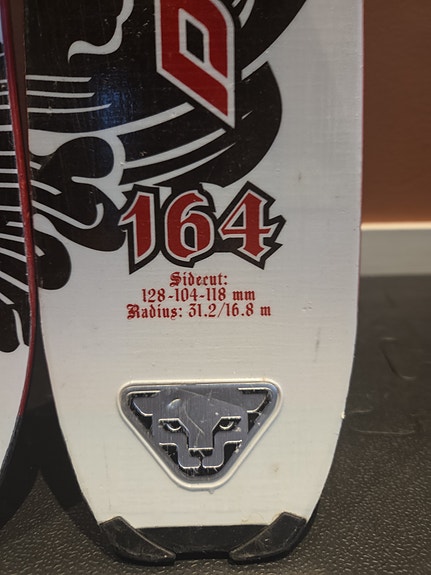 D
164
Sidecut:
128-104-118 mm
Radius: 31.2/16.8 m